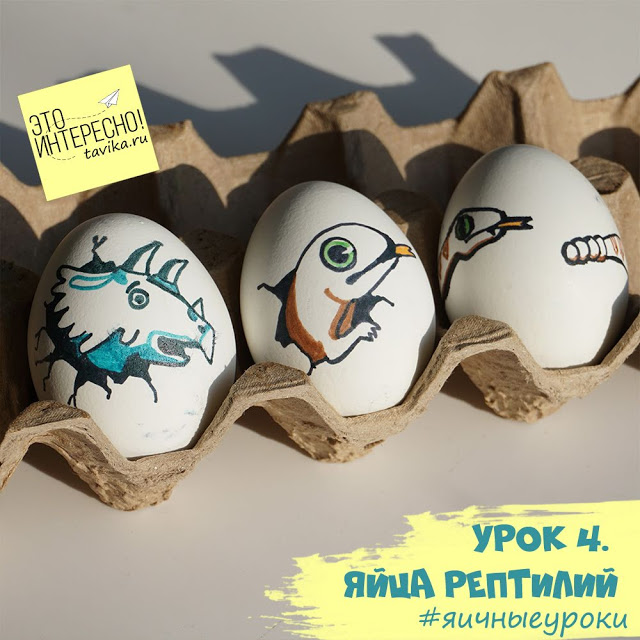 ЭТО
ИНТЕРЕСНО!
tavika.ru
УРОК 4.
ЯЙЦА РЕПТИЛИЙ
#яичныеуроки